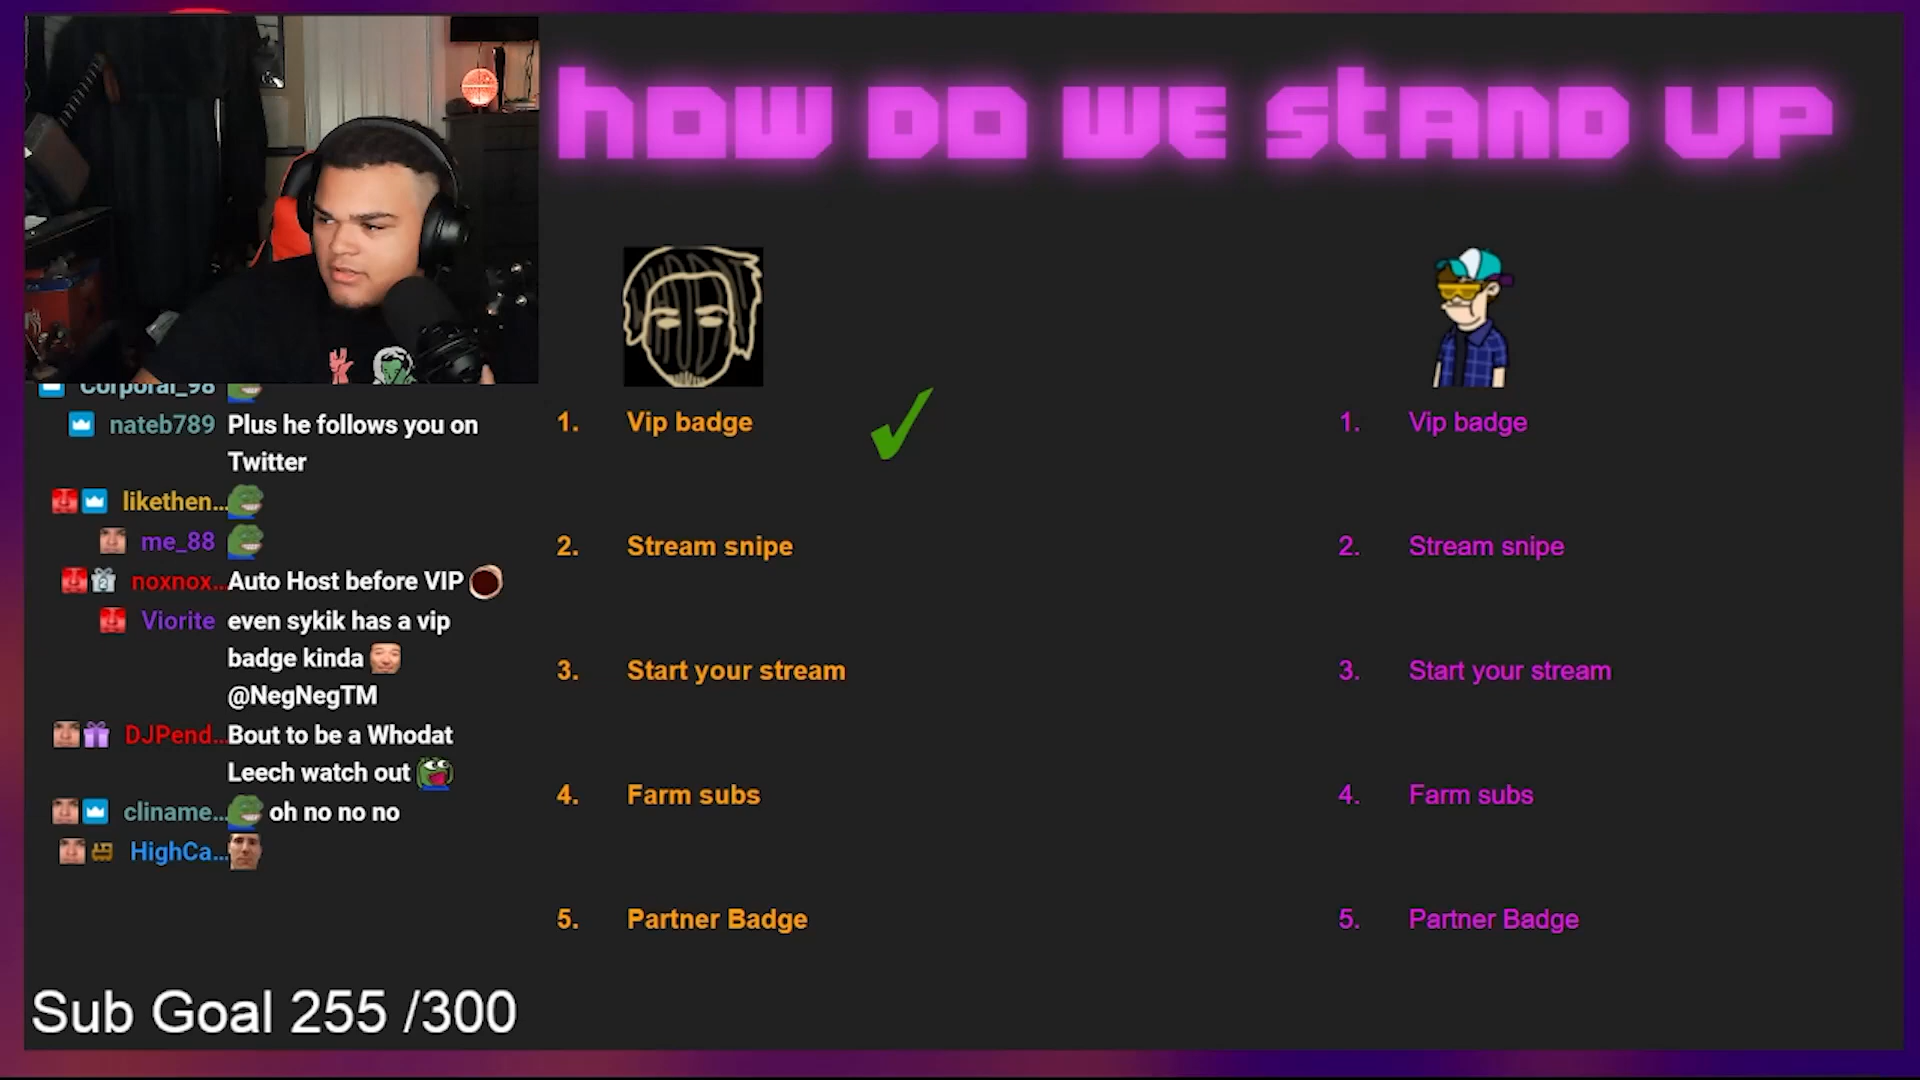 HOW DO WE STAND UP
Corporal_98
nateb789 Plus he follows you on
Twitter
likethen...
me_88
noxnox... Auto Host before VIP
Viorite even sykik has a vip
badge kinda
@NegNegTM
DJPend... Bout to be a Whodat
Leech watch out
cliname... oh no no no
HighCa...
Sub Goal 255 /300
1. Vip badge
2. Stream snipe
3. Start your stream
4. Farm subs
5. Partner Badge
1. Vip badge
2. Stream snipe
3. Start your stream
4. Farm subs
5. Partner Badge